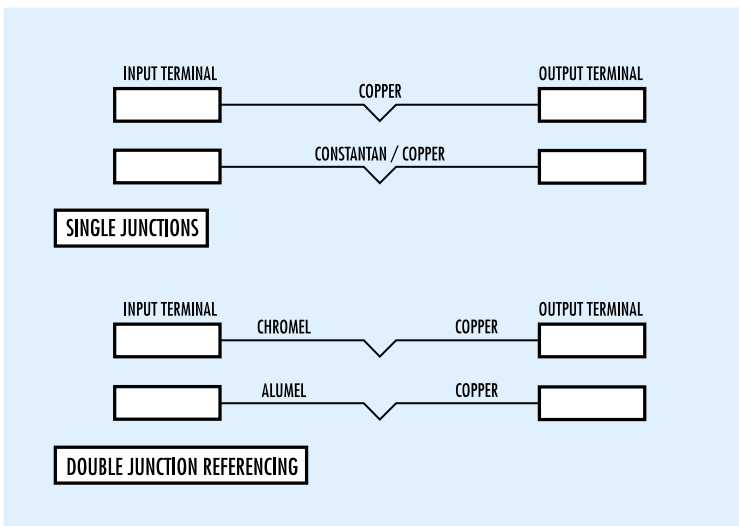 INPUT TERMINAL
OUTPUT TERMINAL
COPPER
CONSTANTAN / COPPER
SINGLE JUNCTIONS
INPUT TERMINAL
OUTPUT TERMINAL
CHROMEL
COPPER
ALUMEL
COPPER
DOUBLE JUNCTION REFERENCING